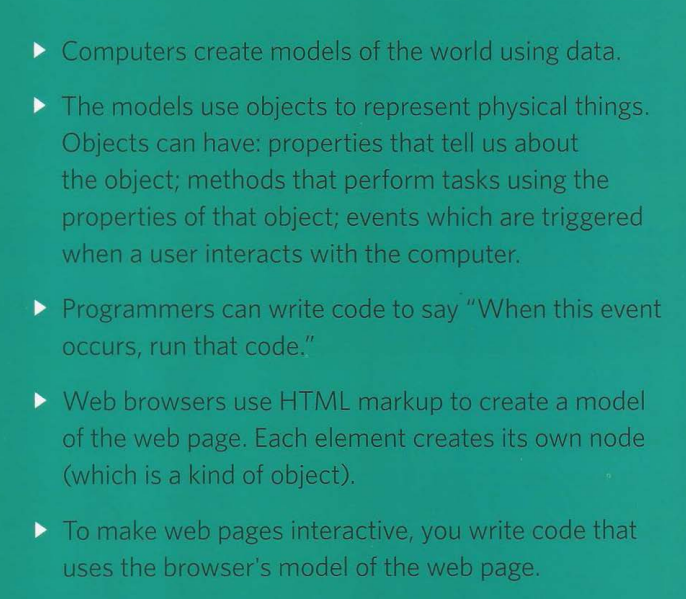 Computers create models of the world using data.
The models use objects to represent physical things.
Objects can have: properties that tell us about
the object; methods that perform tasks using the
properties of that object; events which are triggered
when a user interacts with the computer.
Programmers can write code to say “When this event
occurs, run that code.”
Web browsers use HTML markup to create a model
of the web page. Each element creates its own node
(which is a kind of object).
To make web pages interactive, you write code that
uses the browser's model of the web page.